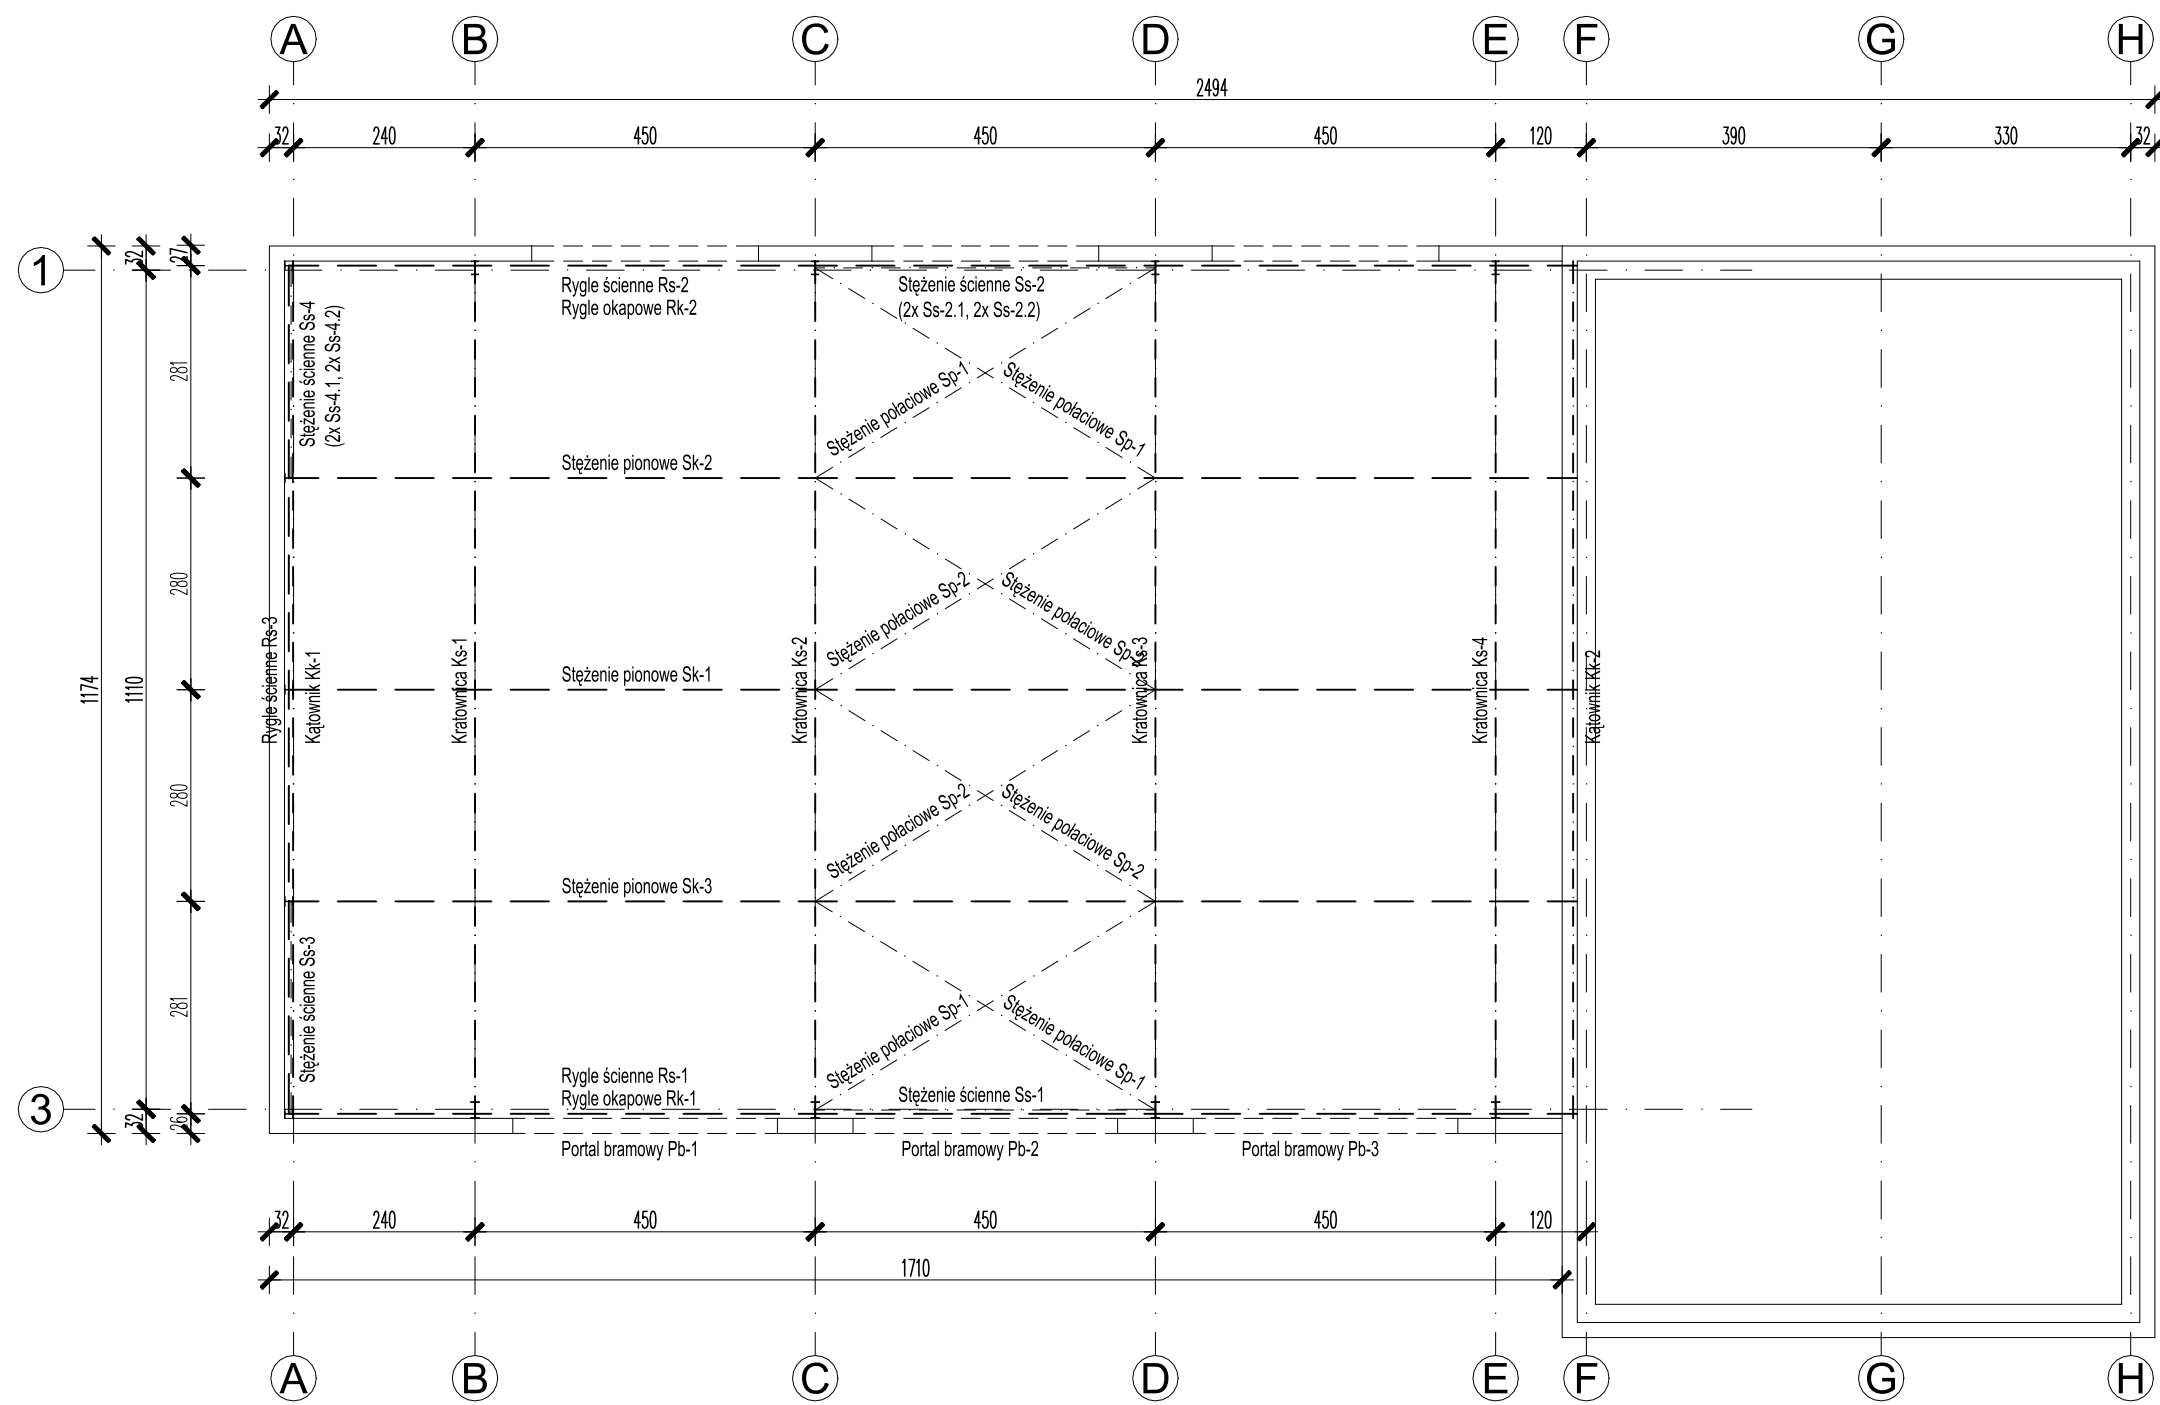 A B C D E F G H
2494
32 240 450 450 450 120 390 330 32
1
3
1174
32 1110 32
27 281 280 280 281 26
Rygle ścienne Rs-2
Rygle okapowe Rk-2
Stężenie ścienne Ss-2
(2x Ss-2.1, 2x Ss-2.2)
Stężenie ścienne Ss-4
(2x Ss-4.1, 2x Ss-4.2)
Stężenie połaciowe Sp-1
Stężenie połaciowe Sp-1
Stężenie pionowe Sk-2
Stężenie połaciowe Sp-2
Stężenie połaciowe Sp-2
Rygle ścienne Rs-3
Kątownik Kk-1
Kratownica Ks-1
Stężenie pionowe Sk-1
Kratownica Ks-2
Kratownica Ks-3
Kratownica Ks-4
Kątownik Kk-2
Stężenie połaciowe Sp-2
Stężenie połaciowe Sp-2
Stężenie pionowe Sk-3
Stężenie ścienne Ss-3
Stężenie połaciowe Sp-1
Stężenie połaciowe Sp-1
Rygle ścienne Rs-1
Rygle okapowe Rk-1
Stężenie ścienne Ss-1
Portal bramowy Pb-1
Portal bramowy Pb-2
Portal bramowy Pb-3
32 240 450 450 450 120
1710
A B C D E F G H